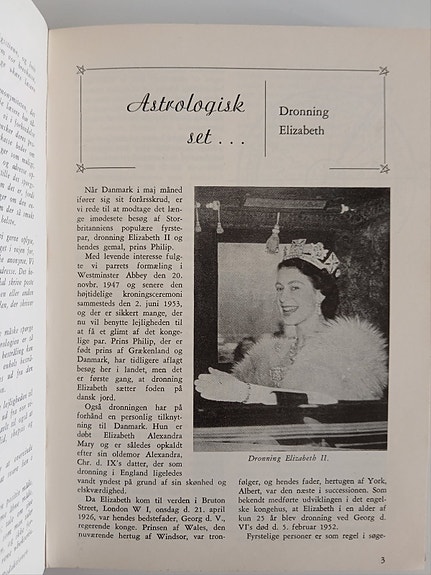 Astrologisk
set . . .
Dronning
Elizabeth
Når Danmark i maj måned
ifører sig sit forårsskrud, er
vi rede til at modtage det læn-
ge imødesete besøg af Stor-
britanniens populære fyrste-
par, dronning Elizabeth II og
hendes gemal, prins Philip.
Med levende interesse fulg-
te vi parrets formæling i
Westminster Abbey den 20.
novbr. 1947 og senere den
højtidelige kroningsceremoni
sammesteds den 2. juni 1953,
og der er sikkert mange, der
nu vil benytte lejligheden til
at få et glimt af det konge-
lige par. Prins Philip, der er
født prins af Grækenland og
Danmark, har tidligere aflagt
besøg her i landet, men det
er første gang, at dronning
Elizabeth sætter foden på
dansk jord.
Også dronningen har på
forhånd en personlig tilknyt-
ning til Danmark. Hun er
døbt Elizabeth Alexandra
Mary og er således opkaldt
efter sin oldemor Alexandra,
Chr. d. IX's datter, der som
dronning i England ligeledes
vandt yndest på grund af sin skønhed og
elskværdighed.
Da Elizabeth kom til verden i Bruton
Street, London W I, onsdag d. 21. april
1926, var hendes bedstefader, Georg d. V.,
regerende konge. Prinsen af Wales, den
nuværende hertug af Windsor, var tron-
Dronning Elizabeth II.
følger, og hendes fader, hertugen af York,
Albert, var den næste i successionen. Som
bekendt medførte udviklingen i det engel-
ske kongehus, at Elizabeth i en alder af
kun 25 år blev dronning ved Georg d.
VI's død d. 5. februar 1952.
Fyrstelige personer er som regel i søge-
3